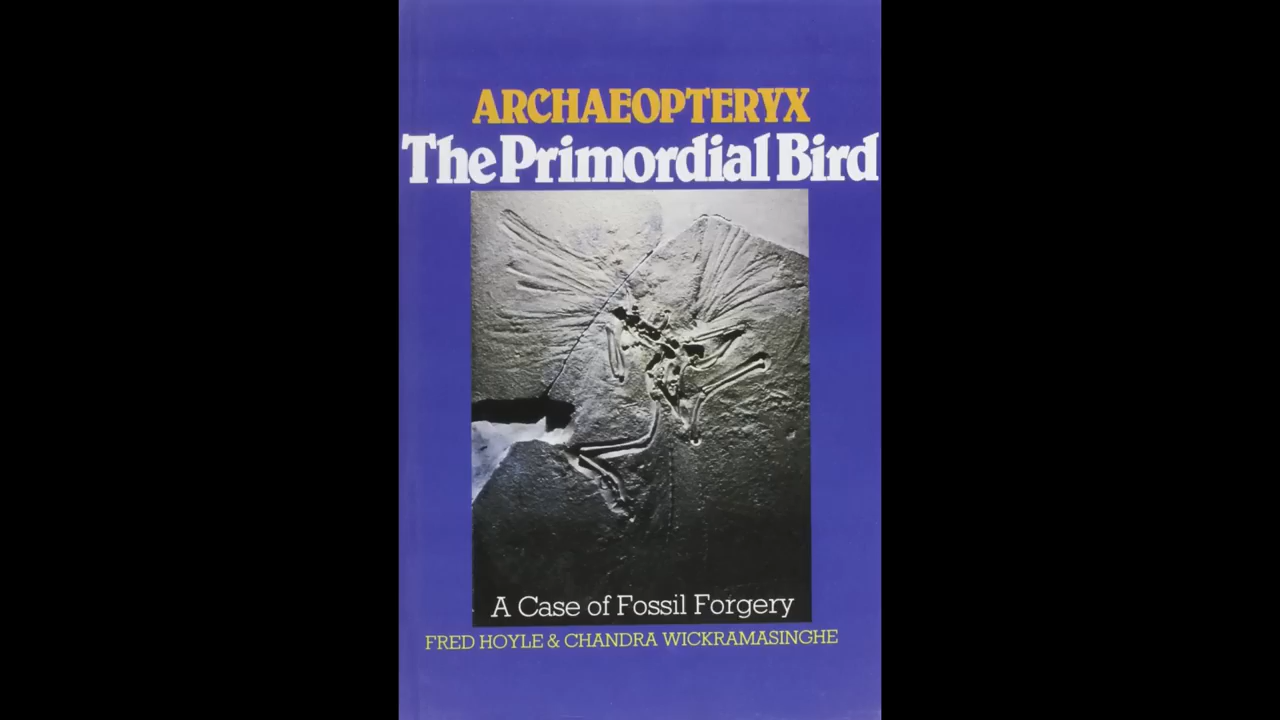 ARCHAEOPTERYX
The Primordial Bird
A Case of Fossil Forgery
FRED HOYLE & CHANDRA WICKRAMASINGHE